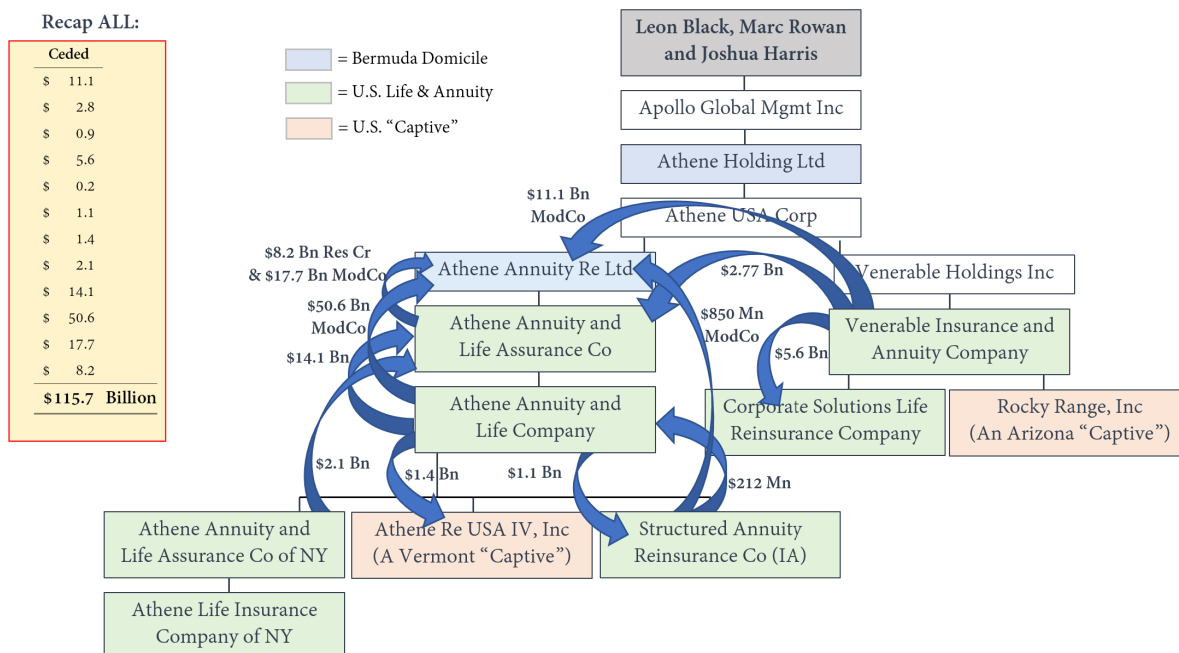 Recap ALL:
Ceded
$ 11.1
$ 2.8
$ 0.9
$ 5.6
$ 0.2
$ 1.1
$ 1.4
$ 2.1
$ 14.1
$ 50.6
$ 17.7
$ 8.2
$115.7 Billion
= Bermuda Domicile
= U.S. Life & Annuity
= U.S. “Captive”
Leon Black, Marc Rowan
and Joshua Harris
Apollo Global Mgmt Inc
Athene Holding Ltd
$11.1 Bn
ModCo
Athene USA Corp
$8.2 Bn Res Cr
& $17.7 Bn ModCo
Athene Annuity Re Ltd
$2.77 Bn
Venerable Holdings Inc
$50.6 Bn
ModCo
Athene Annuity and
Life Assurance Co
$850 Mn
ModCo
Venerable Insurance and
Annuity Company
$14.1 Bn
$5.6 Bn
Athene Annuity and
Life Company
Corporate Solutions Life
Reinsurance Company
Rocky Range, Inc
(An Arizona “Captive”)
$2.1 Bn
$1.4 Bn
$1.1 Bn
$212 Mn
Athene Annuity and
Life Assurance Co of NY
Athene Re USA IV, Inc
(A Vermont “Captive”)
Structured Annuity
Reinsurance Co (IA)
Athene Life Insurance
Company of NY